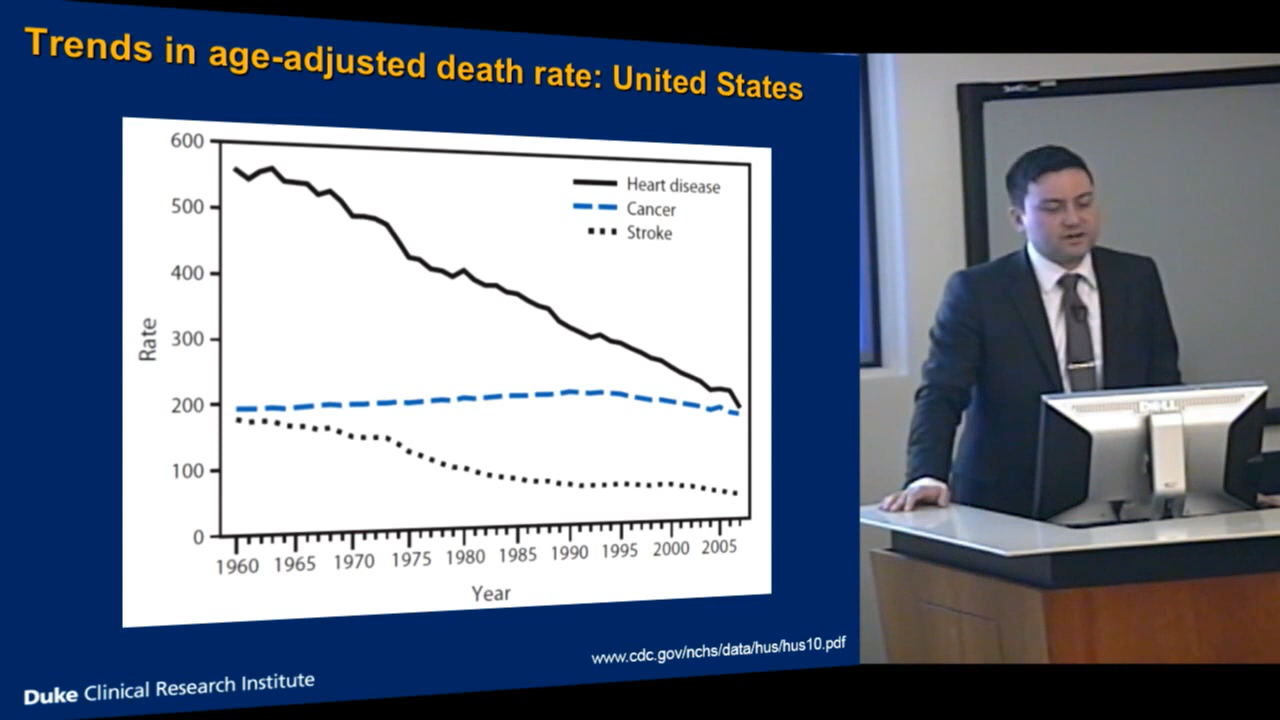 Trends in age-adjusted death rate: United States
600
500
400
300
200
100
0
Rate
Heart disease
Cancer
Stroke
1960 1965 1970 1975 1980 1985 1990 1995 2000 2005
Year
www.cdc.gov/nchs/data/hus/hus10.pdf
Duke Clinical Research Institute
DELL